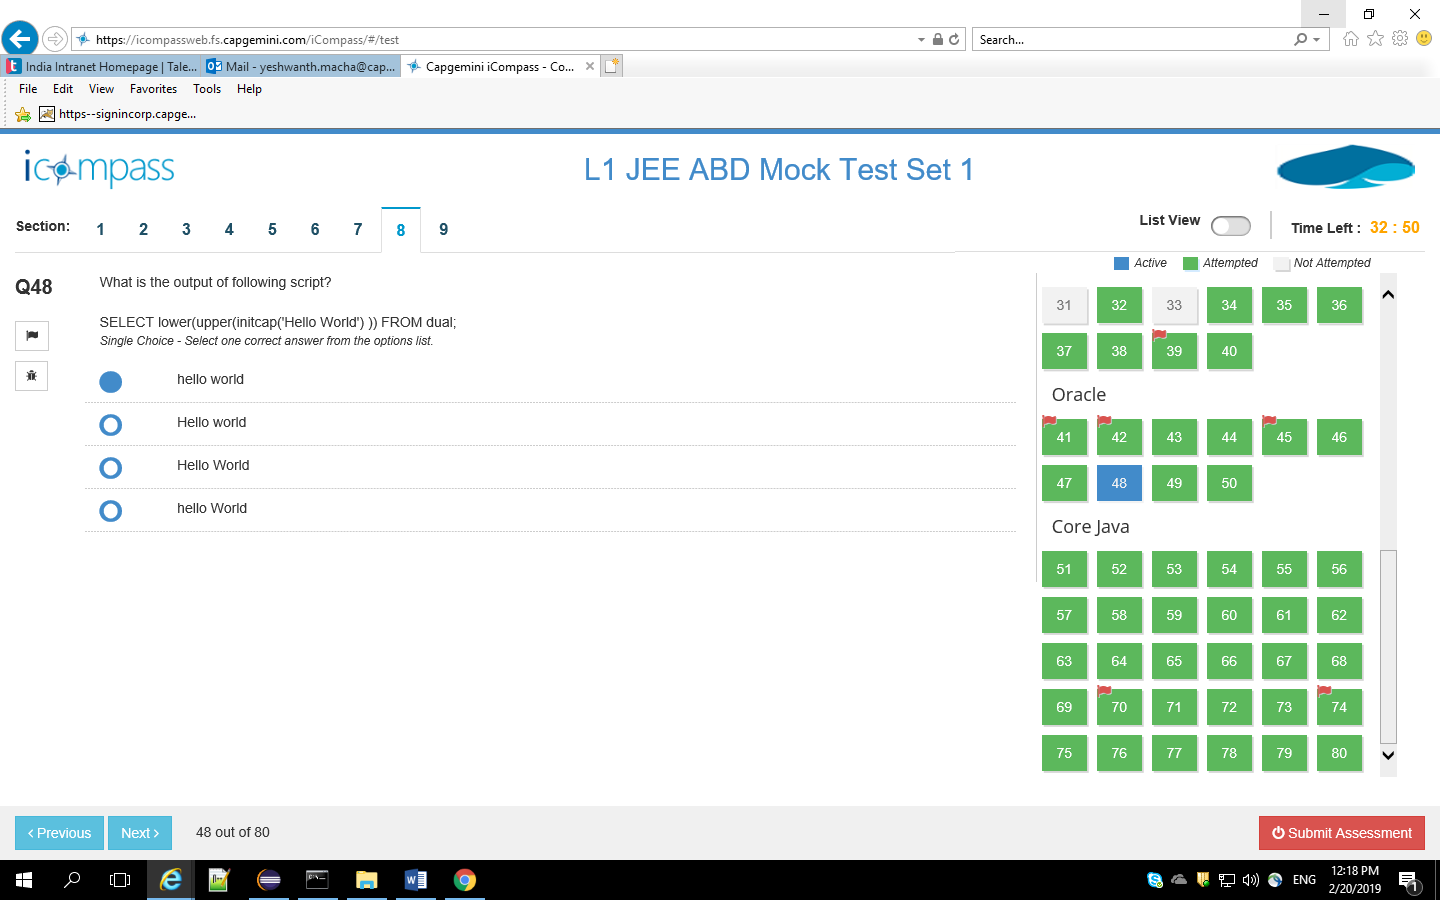 https://icompassweb.fs.capgemini.com/iCompass/#/test
Search...
India Intranet Homepage | Tale...
Mail - yeshwanth.macha@cap...
Capgemini iCompass - Co...
File Edit View Favorites Tools Help
https--signincorp.capge...
icompass
L1 JEE ABD Mock Test Set 1
Section: 1 2 3 4 5 6 7 8 9
List View
Time Left : 32 : 50
Active Attempted Not Attempted
Q48
What is the output of following script?
SELECT lower(upper(initcap('Hello World') )) FROM dual;
Single Choice - Select one correct answer from the options list.
hello world
Hello world
Hello World
hello World
31 32 33 34 35 36
37 38 39 40
Oracle
41 42 43 44 45 46
47 48 49 50
Core Java
51 52 53 54 55 56
57 58 59 60 61 62
63 64 65 66 67 68
69 70 71 72 73 74
75 76 77 78 79 80
Previous Next 48 out of 80
Submit Assessment
ENG
12:18 PM
2/20/2019
1